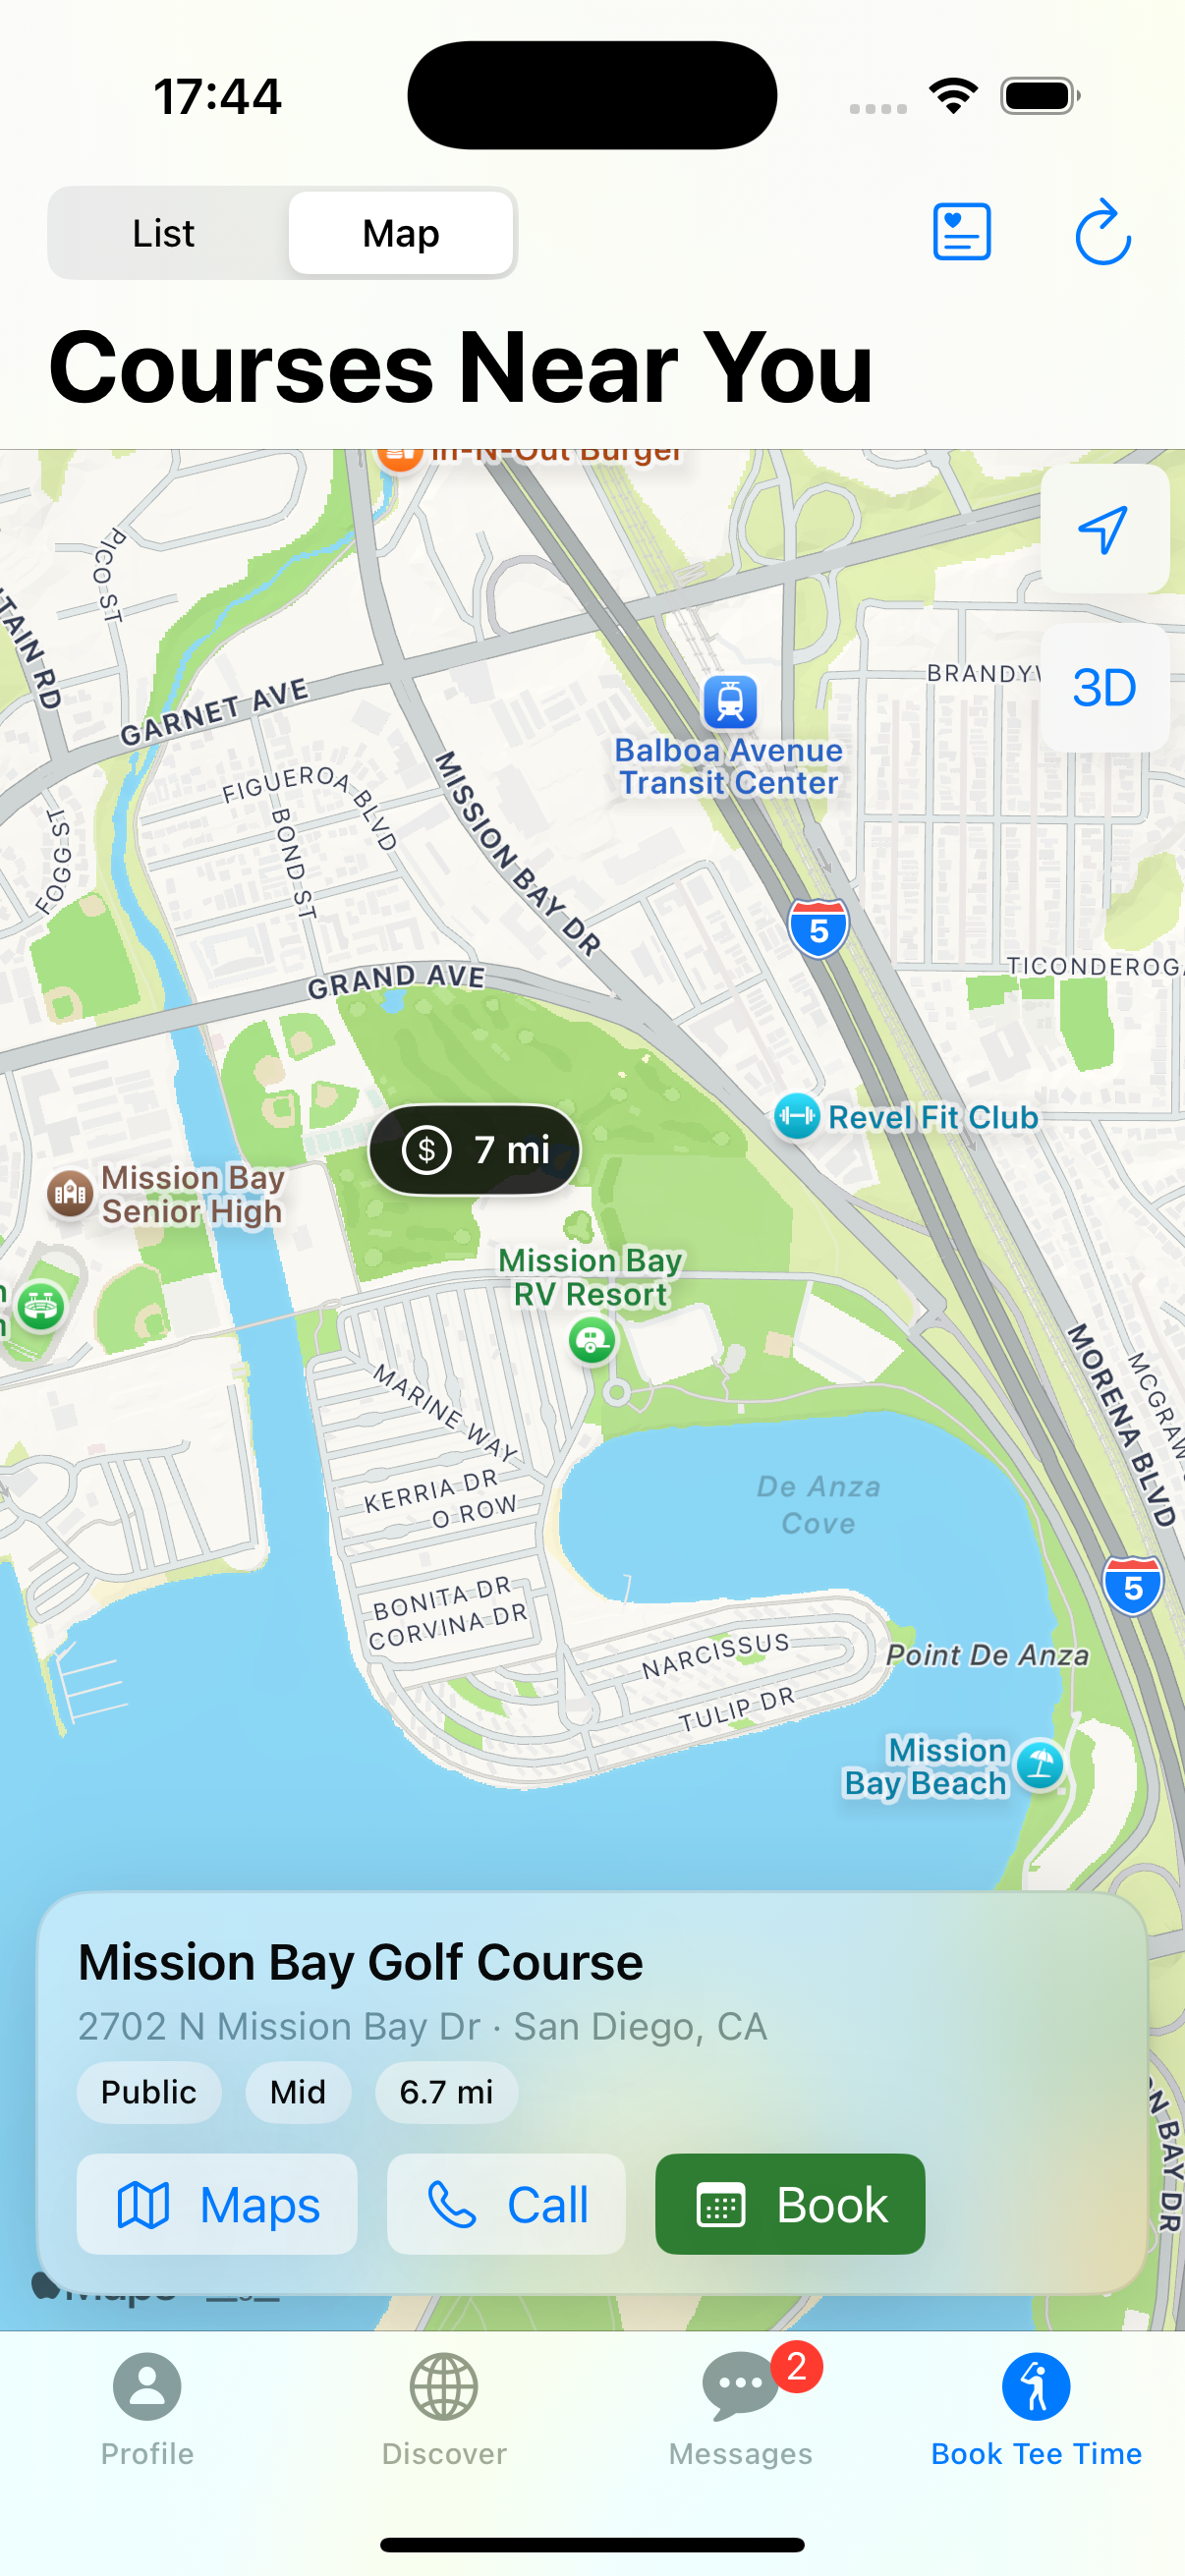 17:44
List
Map
Courses Near You
In-N-Out Burger
PICO ST
TAIN RD
GARNET AVE
BRANDYW
3D
Balboa Avenue
Transit Center
FIGUEROA BLVD
BOND ST
FOGG ST
MISSION BAY DR
5
GRAND AVE
TICONDEROGA
Revel Fit Club
$ 7 mi
Mission Bay
Senior High
Mission Bay
RV Resort
n
n
MARINE WAY
KERRIA DR
O ROW
De Anza
Cove
MORENA BLVD
MCGRAW
5
BONITA DR
CORVINA DR
NARCISSUS
TULIP DR
Point De Anza
Mission
Bay Beach
Mission Bay Golf Course
2702 N Mission Bay Dr · San Diego, CA
Public
Mid
6.7 mi
ON BAY DR
Maps
Call
Book
Maps
Profile
Discover
Messages
2
Book Tee Time